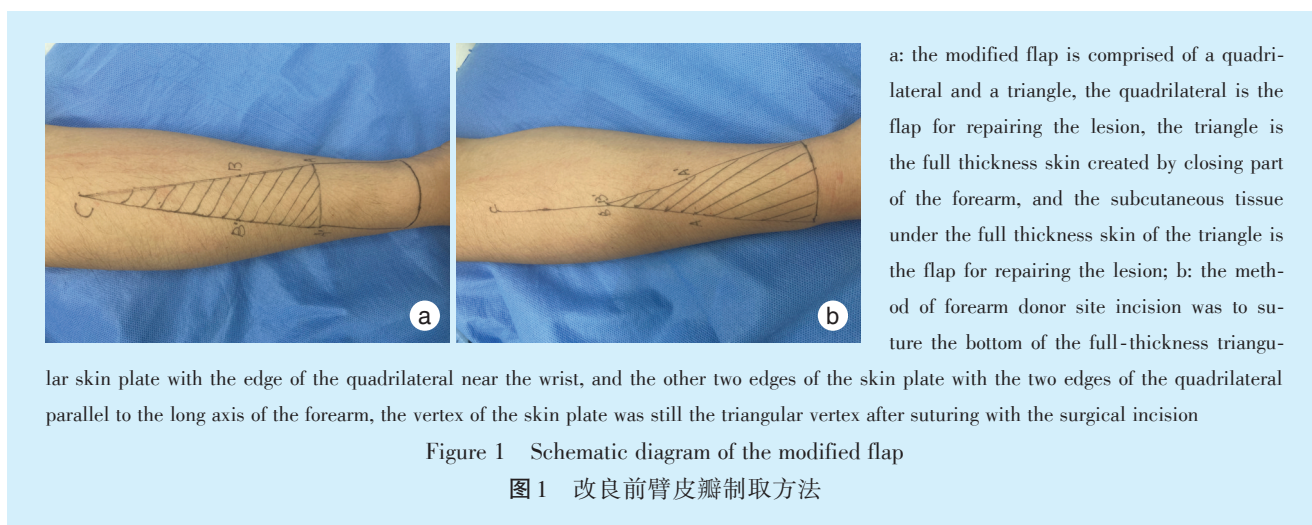 a: the modified flap is comprised of a quadri-
lateral and a triangle, the quadrilateral is the
flap for repairing the lesion, the triangle is
the full thickness skin created by closing part
of the forearm, and the subcutaneous tissue
under the full thickness skin of the triangle is
the flap for repairing the lesion; b: the meth-
od of forearm donor site incision was to su-
ture the bottom of the full-thickness triangu-
lar skin plate with the edge of the quadrilateral near the wrist, and the other two edges of the skin plate with the two edges of the quadrilateral
parallel to the long axis of the forearm, the vertex of the skin plate was still the triangular vertex after suturing with the surgical incision
C
B
A
B'
A'
a
C
B'
B
A'
A
b
Figure 1 Schematic diagram of the modified flap
图1 改良前臂皮瓣制取方法